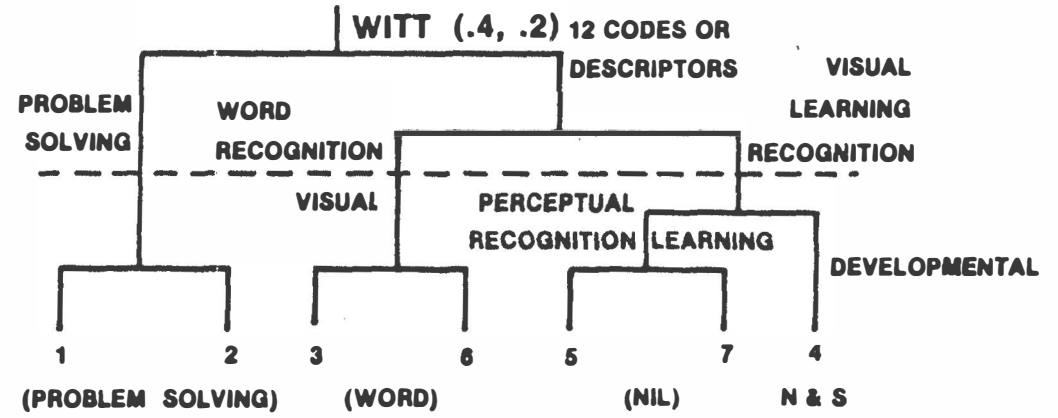 WITT (.4, .2) 12 CODES OR
DESCRIPTORS
VISUAL
LEARNING
RECOGNITION
PROBLEM
SOLVING
WORD
RECOGNITION
VISUAL
PERCEPTUAL
RECOGNITION LEARNING
DEVELOPMENTAL
1 2 3 6 5 7 4
(PROBLEM SOLVING) (WORD) (NIL) N & S